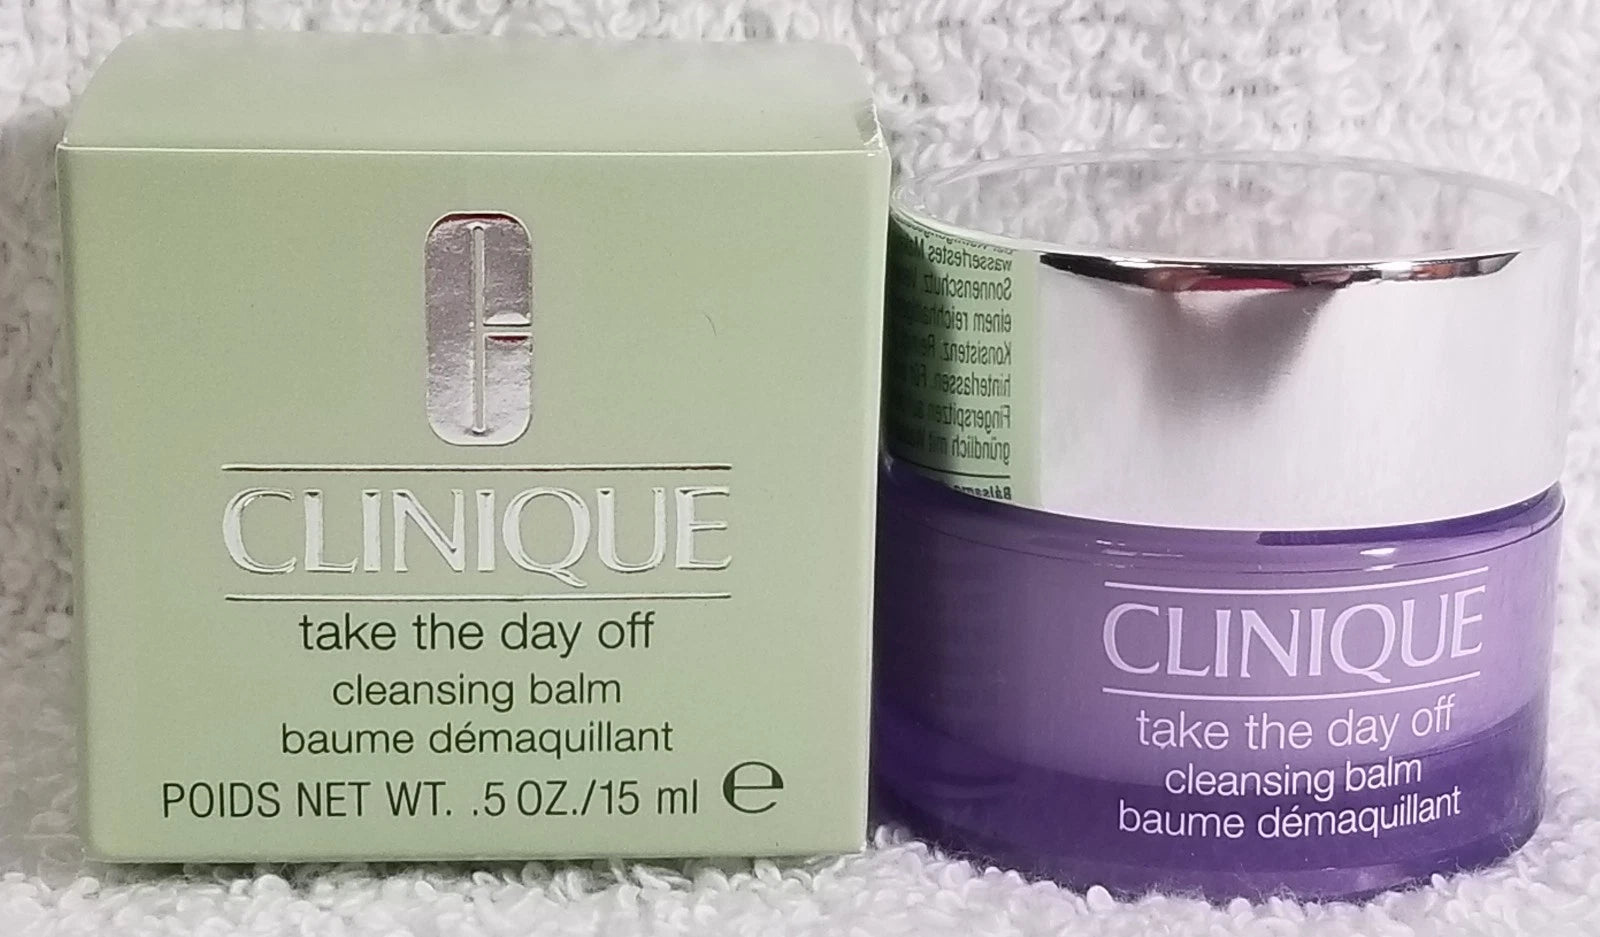 CLINIQUE
take the day off
cleansing balm
baume démaquillant
POIDS NET WT. .5 OZ./15 ml ℮
wasserfestes
Sonnenschutz
einem
Konsistenz.
hinterlassen. Für
Fingerspitzen
gründlich mit
CLINIQUE
take the day off
cleansing balm
baume démaquillant